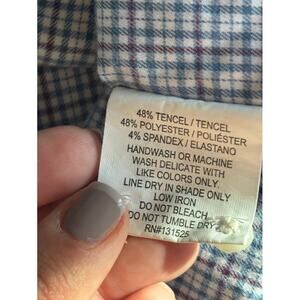 48% TENCEL / TENCEL
48% POLYESTER / POLIÉSTER
4% SPANDEX / ELASTANO
HANDWASH OR MACHINE
WASH DELICATE WITH
LIKE COLORS ONLY.
LINE DRY IN SHADE ONLY
LOW IRON
DO NOT BLEACH
DO NOT TUMBLE DRY
RN#131525